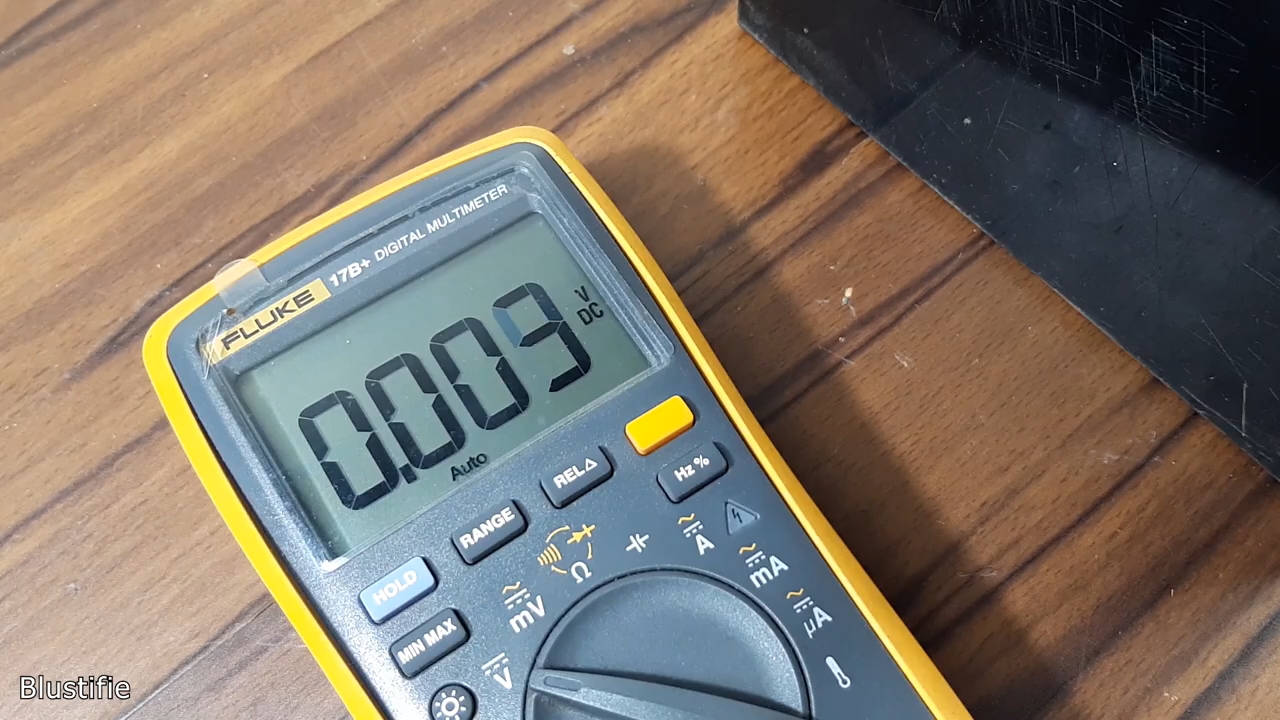 FLUKE 17B+ DIGITAL MULTIMETER
V
DC
0.009
Auto
HOLD
RANGE
REL△
Hz %
MIN MAX
V
mV
Ω
A
mA
µA
Blustifie